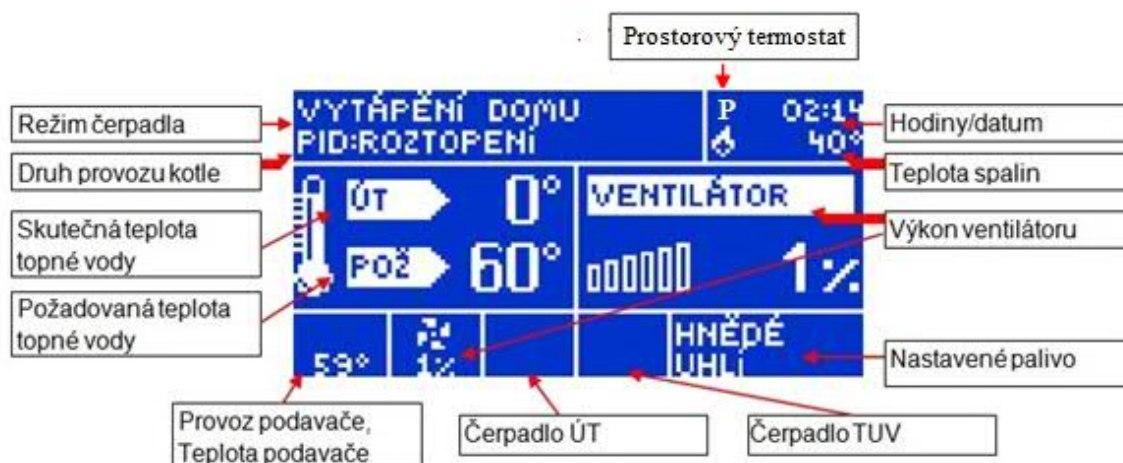 Prostorový termostat
Režim čerpadla
Druh provozu kotle
Skutečná teplota
topné vody
Požadovaná teplota
topné vody
VYTÁPĚNÍ DOMU
PID:ROZTOPENÍ
P 02:14
40°
ÚT 0°
POŽ 60°
VENTILÁTOR
1%
59°
1%
HNĚDÉ
UHLÍ
Hodiny/datum
Teplota spalin
Výkon ventilátoru
Nastavené palivo
Provoz podavače,
Teplota podavače
Čerpadlo ÚT
Čerpadlo TUV